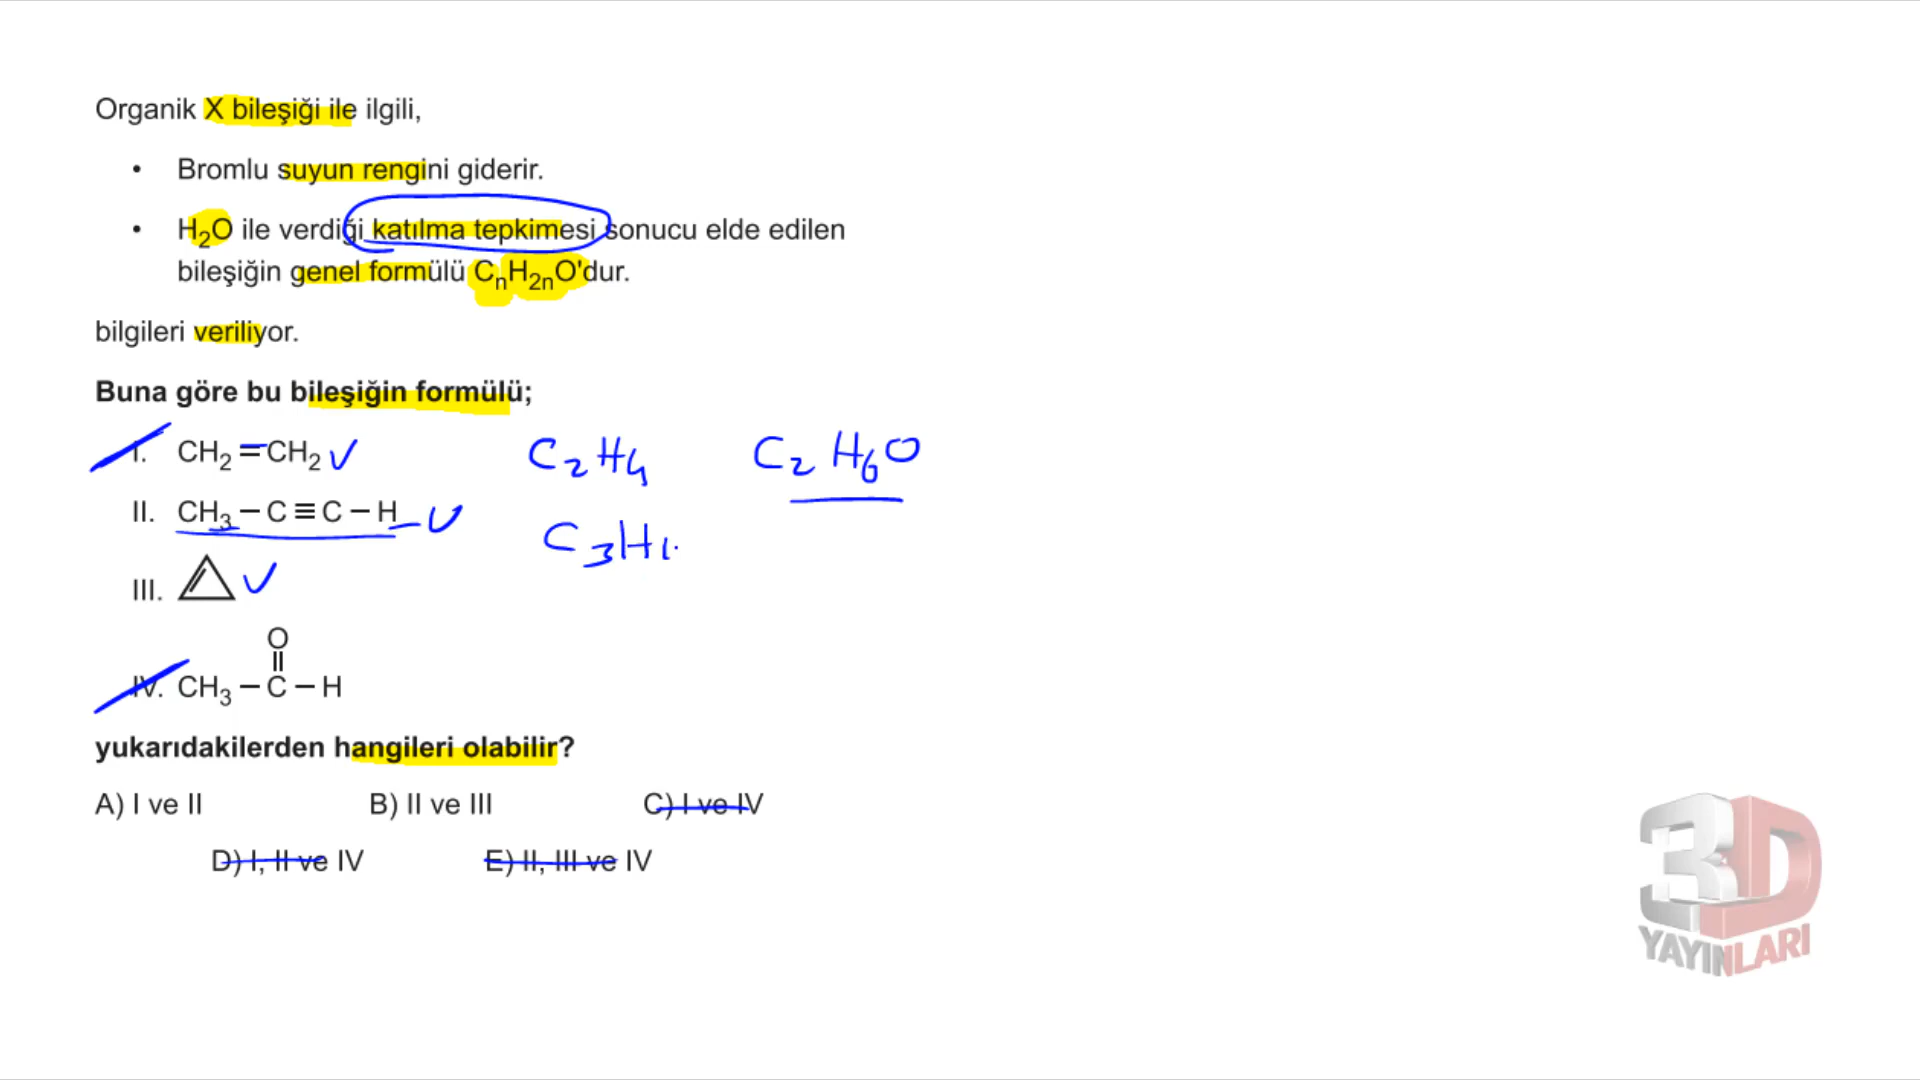 Organik X bileşiği ile ilgili,
• Bromlu suyun rengini giderir.
• H₂O ile verdiği katılma tepkimesi sonucu elde edilen
bileşiğin genel formülü CₙH₂ₙO'dur.
bilgileri veriliyor.
Buna göre bu bileşiğin formülü;
I. CH₂=CH₂ C₂H₄ C₂H₆O
II. CH₃–C≡C–H
C₃H
III.
O
IV. CH₃–C–H
yukarıdakilerden hangileri olabilir?
A) I ve II B) II ve III C) I ve IV
D) I, II ve IV E) II, III ve IV
3D
YAYINLARI